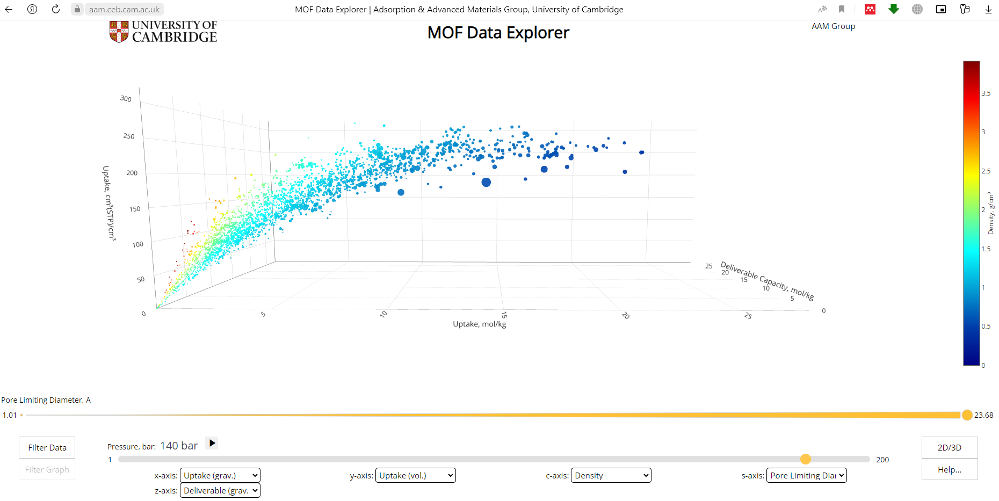 aam.ceb.cam.ac.uk
MOF Data Explorer | Adsorption & Advanced Materials Group, University of Cambridge
UNIVERSITY OF
CAMBRIDGE
MOF Data Explorer
AAM Group
300
250
200
150
100
50
0
Uptake, cm³(STP)/cm³
5
10
15
20
25
Uptake, mol/kg
25
20
15
10
5
0
Deliverable Capacity, mol/kg
3.5
3
2.5
2
1.5
1
0.5
0
Density, g/cm³
Pore Limiting Diameter, A
1.01
23.68
Filter Data
Filter Graph
Pressure, bar: 140 bar
1
200
x-axis: Uptake (grav.)
y-axis: Uptake (vol.)
c-axis: Density
s-axis: Pore Limiting Diar
z-axis: Deliverable (grav.
2D/3D
Help...